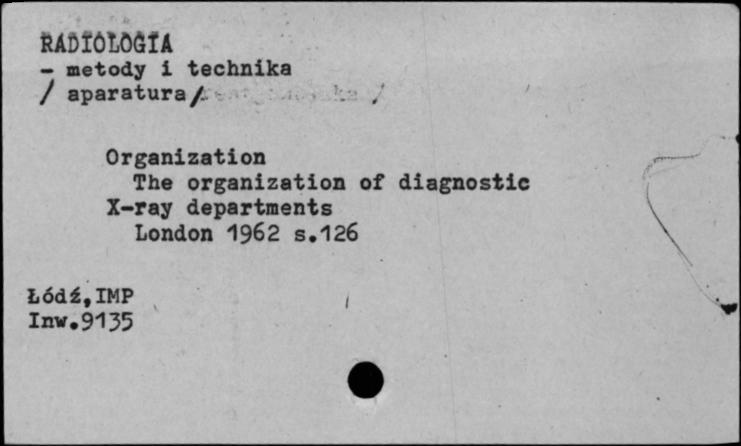 RADIOLOGIA
- metody i technika
/ aparatura/
Organization
The organization of diagnostic
X-ray departments
London 1962 s.126
Łódź,IMP
Inw.9135